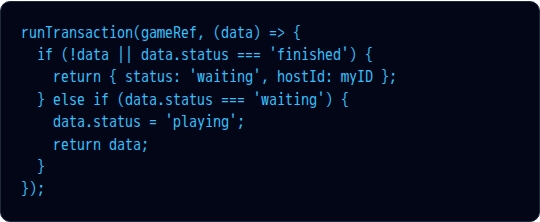 runTransaction(gameRef, (data) => {
  if (!data || data.status === 'finished') {
    return { status: 'waiting', hostId: myID };
  } else if (data.status === 'waiting') {
    data.status = 'playing';
    return data;
  }
});